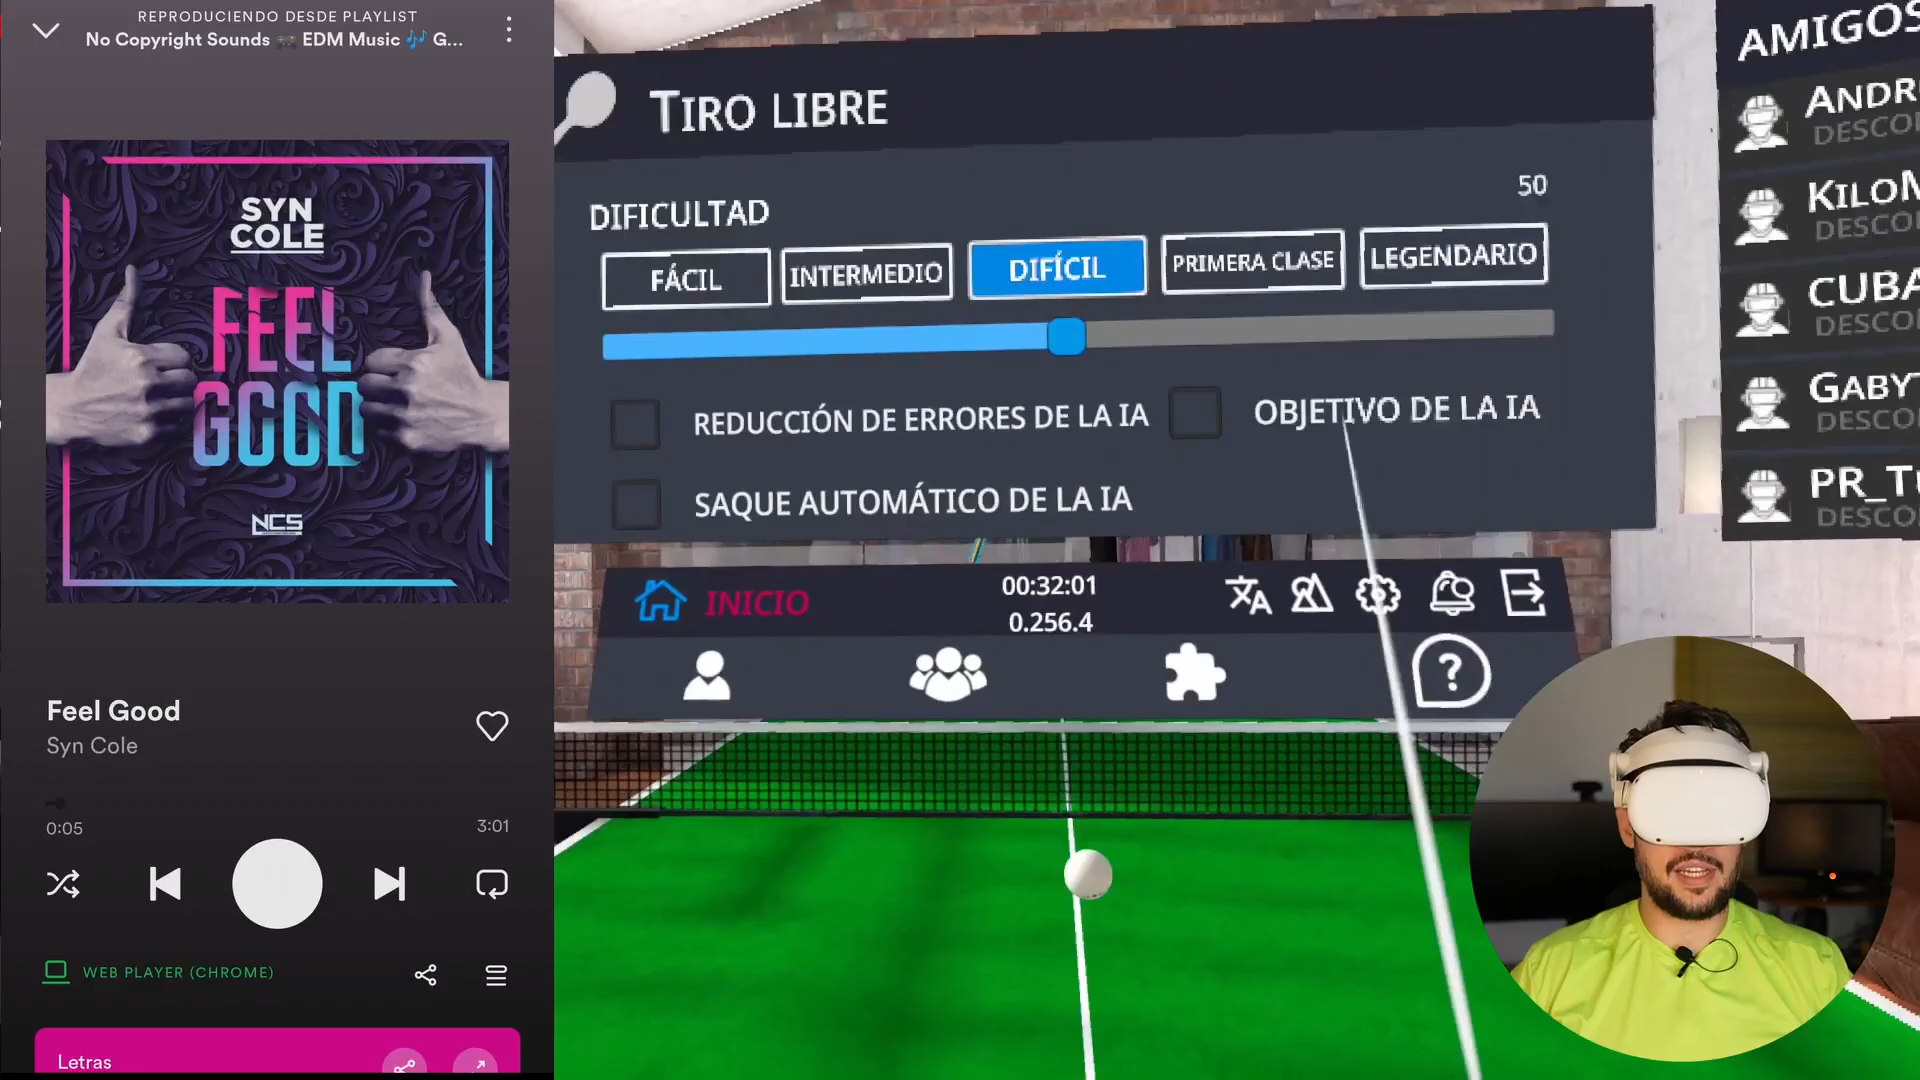 REPRODUCIENDO DESDE PLAYLIST
No Copyright Sounds 🎮 EDM Music 🎶 G...
SYN
COLE
FEEL
GOOD
NCS
Feel Good
Syn Cole
0:05
3:01
WEB PLAYER (CHROME)
Letras
TIRO LIBRE
50
DIFICULTAD
FÁCIL
INTERMEDIO
DIFÍCIL
PRIMERA CLASE
LEGENDARIO
REDUCCIÓN DE ERRORES DE LA IA
OBJETIVO DE LA IA
SAQUE AUTOMÁTICO DE LA IA
INICIO
00:32:01
0.256.4
AMIGOS